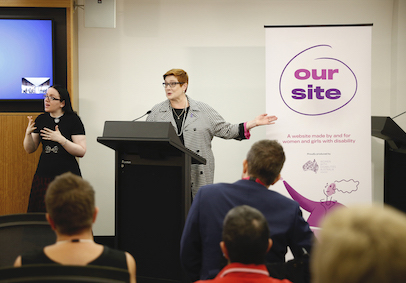 our
site
A website made by and for
women and girls with disability